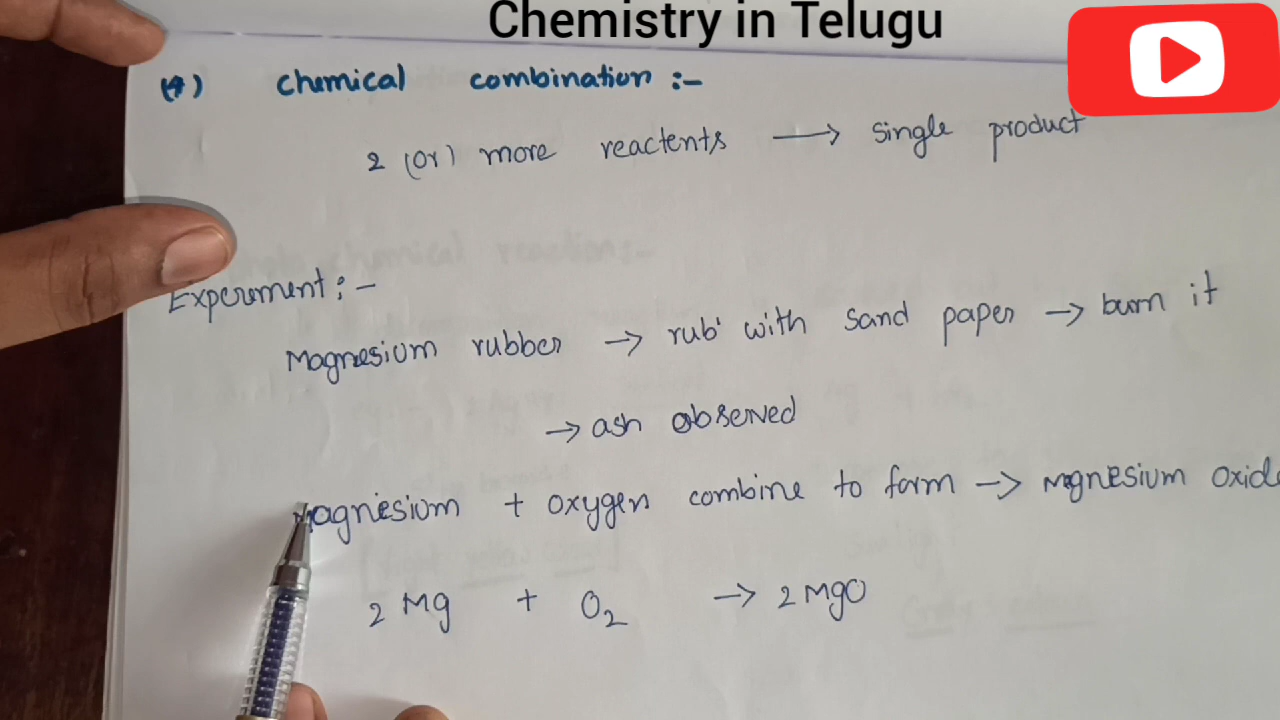 Chemistry in Telugu
(4) chemical combination :-
2 (or) more reactents → single product
Experement : -
Magnesium rubber → rub with sand paper → burn it
→ ash observed
Magnesium + oxygen combine to form → magnesium oxide
2 Mg + O₂ → 2 MgO